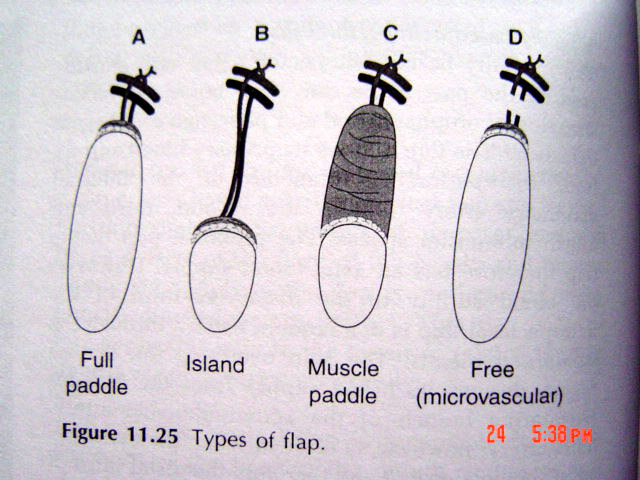 A B C D
Full
paddle
Island
Muscle
paddle
Free
(microvascular)
Figure 11.25 Types of flap.
24 5:38PM